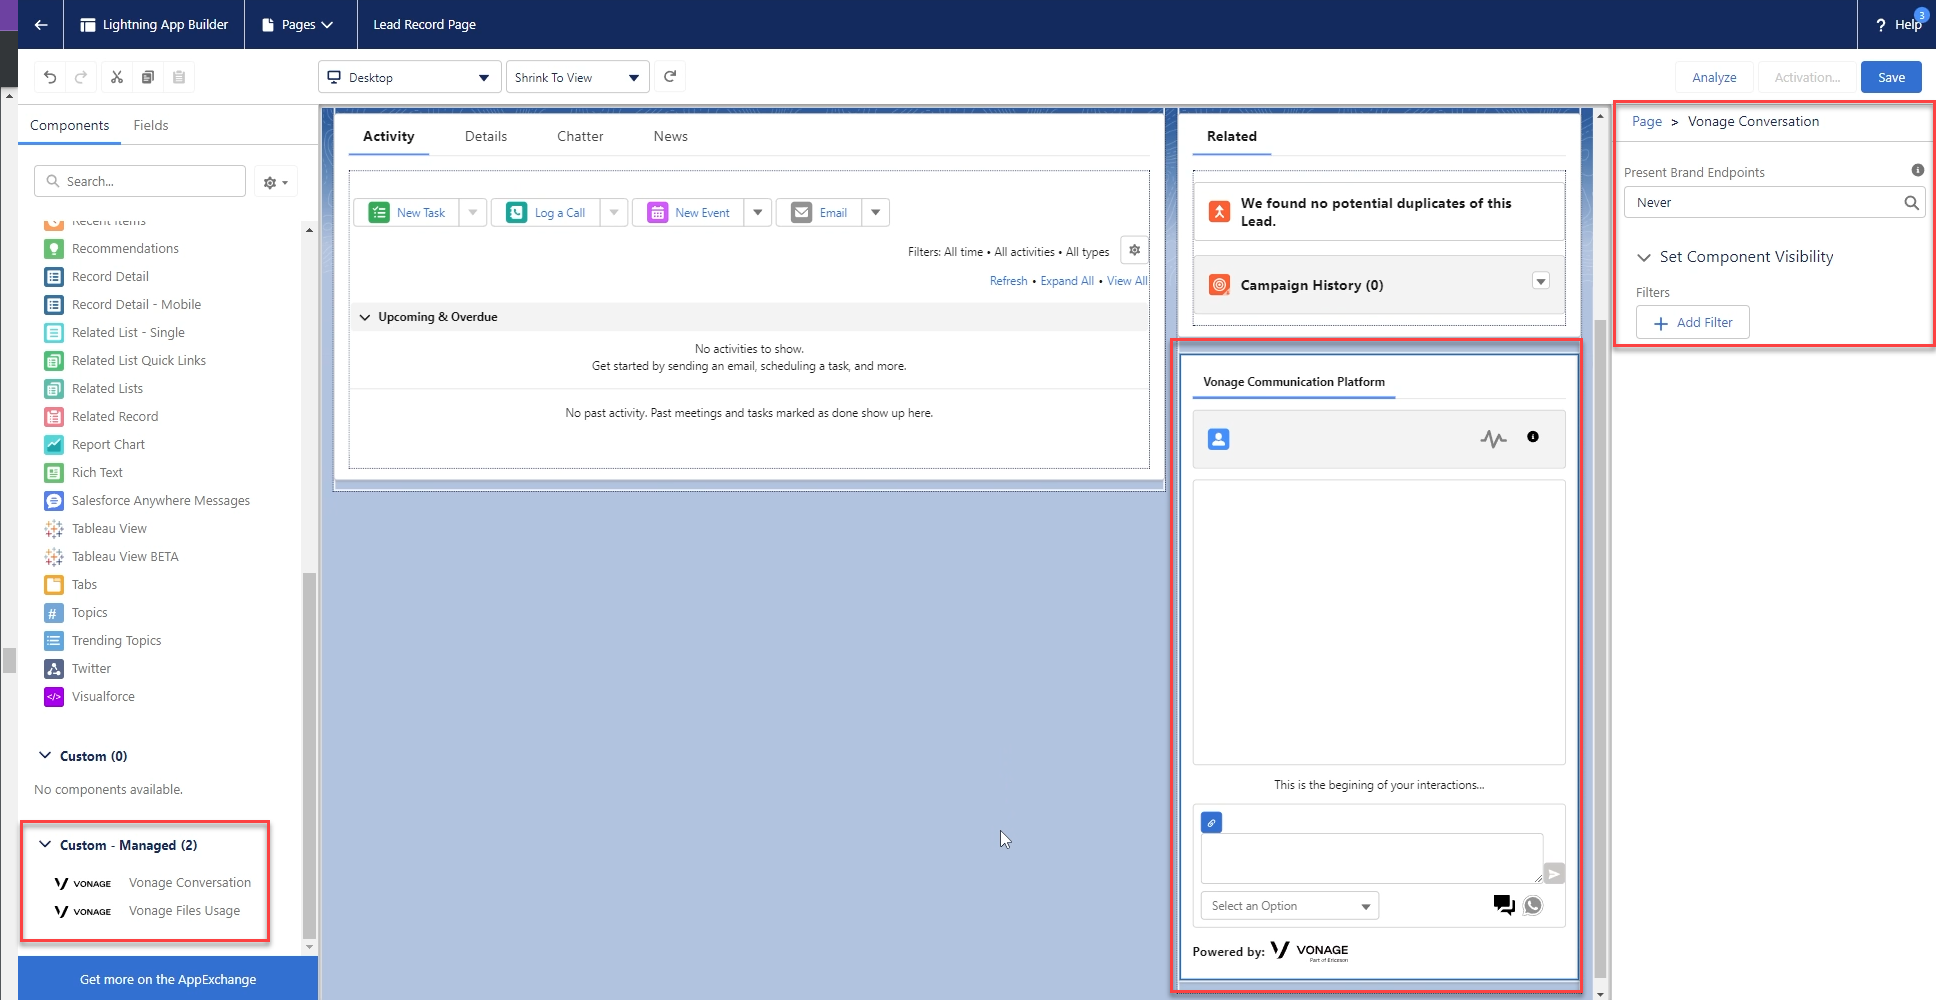 Lightning App Builder
Pages
Lead Record Page
? Help
3
Desktop
Shrink To View
Analyze
Activation...
Save
Components
Fields
Search...
Recent Items
Recommendations
Record Detail
Record Detail - Mobile
Related List - Single
Related List Quick Links
Related Lists
Related Record
Report Chart
Rich Text
Salesforce Anywhere Messages
Tableau View
Tableau View BETA
Tabs
# Topics
Trending Topics
Twitter
</> Visualforce
Custom (0)
No components available.
Custom - Managed (2)
VONAGE Vonage Conversation
VONAGE Vonage Files Usage
Get more on the AppExchange
Activity
Details
Chatter
News
New Task
Log a Call
New Event
Email
Filters: All time • All activities • All types
Refresh • Expand All • View All
Upcoming & Overdue
No activities to show.
Get started by sending an email, scheduling a task, and more.
No past activity. Past meetings and tasks marked as done show up here.
Related
We found no potential duplicates of this
Lead.
Campaign History (0)
Vonage Communication Platform
This is the begining of your interactions...
Select an Option
Powered by: VONAGE
Part of Ericsson
Page > Vonage Conversation
Present Brand Endpoints
Never
Set Component Visibility
Filters
+ Add Filter